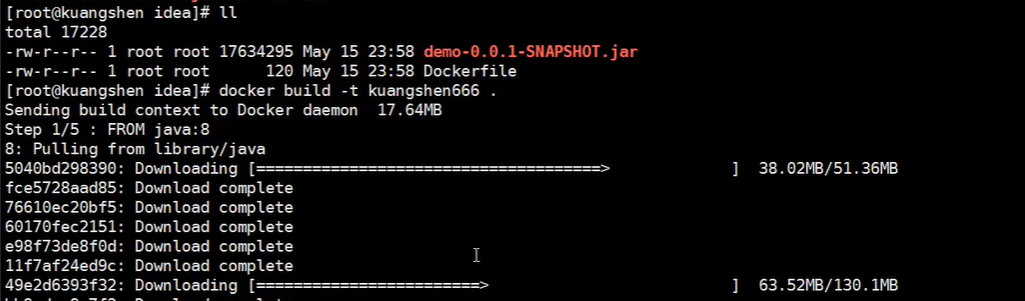 [root@kuangshen idea]# ll
total 17228
-rw-r--r-- 1 root root 17634295 May 15 23:58 demo-0.0.1-SNAPSHOT.jar
-rw-r--r-- 1 root root      120 May 15 23:58 Dockerfile
[root@kuangshen idea]# docker build -t kuangshen666 .
Sending build context to Docker daemon  17.64MB
Step 1/5 : FROM java:8
8: Pulling from library/java
5040bd298390: Downloading [=====================================>             ]  38.02MB/51.36MB
fce5728aad85: Download complete
76610ec20bf5: Download complete
60170fec2151: Download complete
e98f73de8f0d: Download complete
11f7af24ed9c: Download complete
49e2d6393f32: Downloading [========================>                          ]  63.52MB/130.1MB